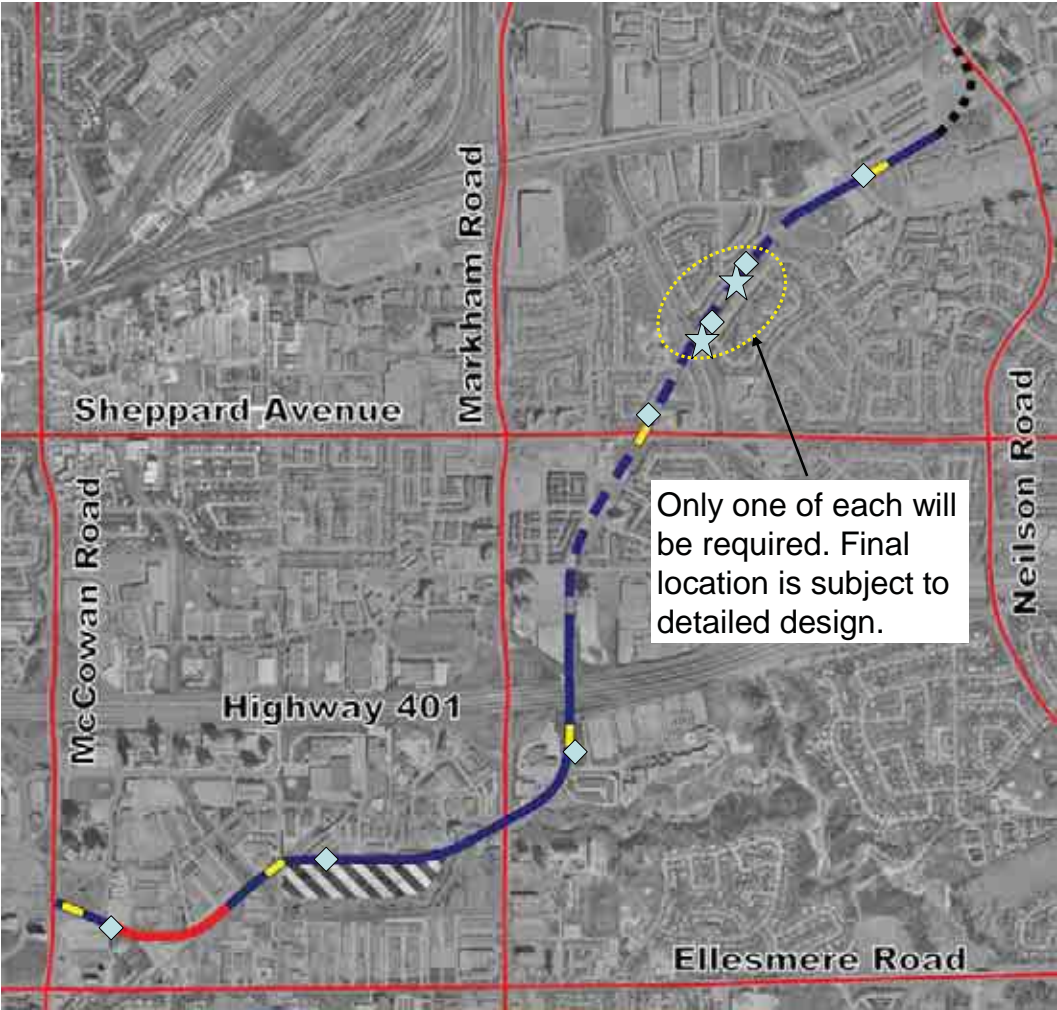 Markham Road
Sheppard Avenue
Neilson Road
McCowan Road
Only one of each will
be required. Final
location is subject to
detailed design.
Highway 401
Ellesmere Road